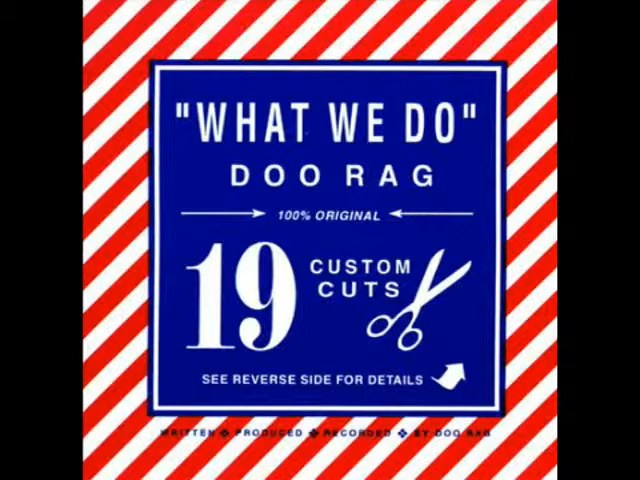 "WHAT WE DO"
DOO RAG
100% ORIGINAL
19
CUSTOM
CUTS
SEE REVERSE SIDE FOR DETAILS
WRITTEN ❖ PRODUCED ❖ RECORDED ❖ BY DOO RAG